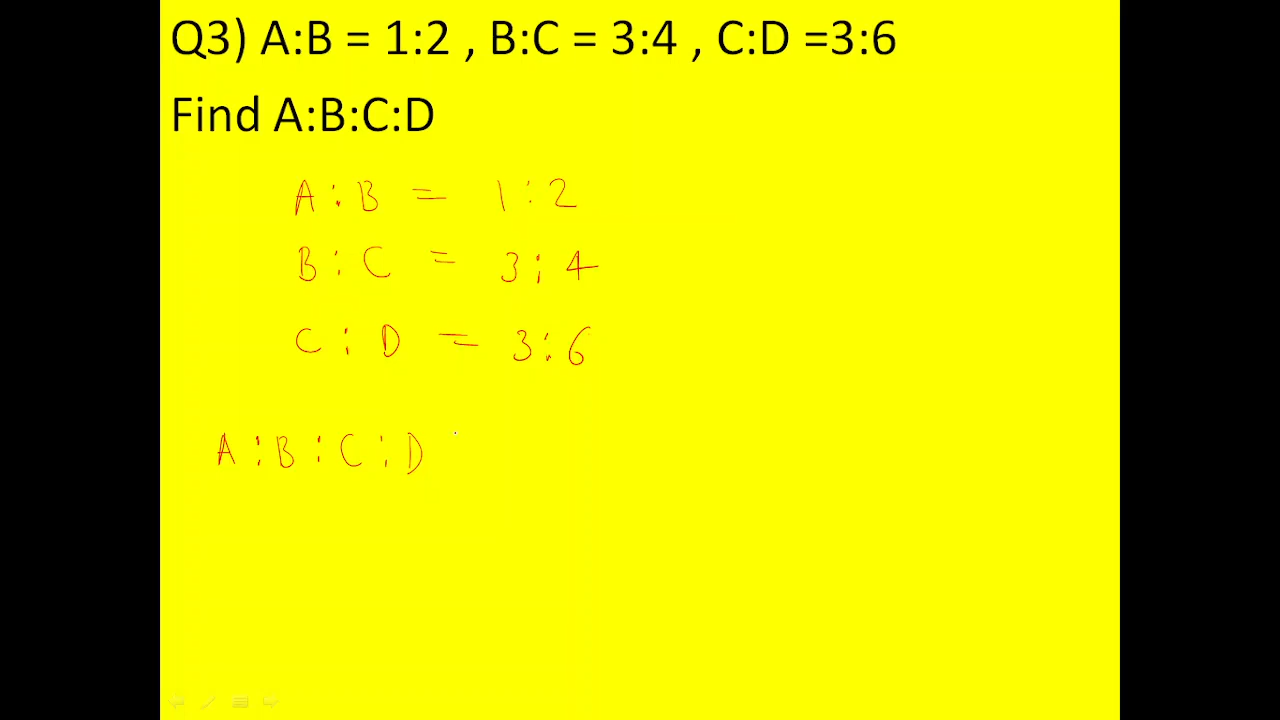 Q3) A:B = 1:2 , B:C = 3:4 , C:D =3:6
Find A:B:C:D
A : B = 1 : 2
B : C = 3 : 4
C : D = 3 : 6
A : B : C : D